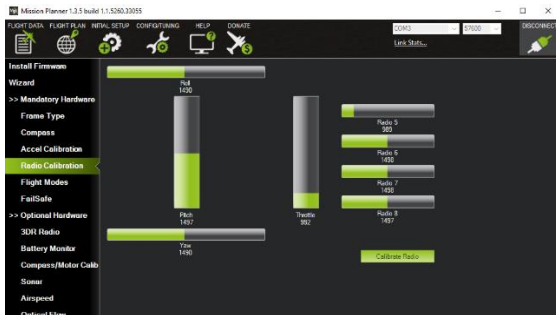 Mission Planner 1.3.5 build 1.1.5260.33055
FLIGHT DATA FLIGHT PLAN INITIAL SETUP CONFIG/TUNING HELP DONATE
COM3 57600 DISCONNECT
Link Stats...
Install Firmware
Wizard
>> Mandatory Hardware
Frame Type
Compass
Accel Calibration
Radio Calibration
Flight Modes
FailSafe
>> Optional Hardware
3DR Radio
Battery Monitor
Compass/Motor Calib
Sonar
Airspeed
Optical Flow
Roll
1490
Pitch
1497
Throttle
982
Yaw
1490
Radio 5
989
Radio 6
1498
Radio 7
1498
Radio 8
1497
Calibrate Radio